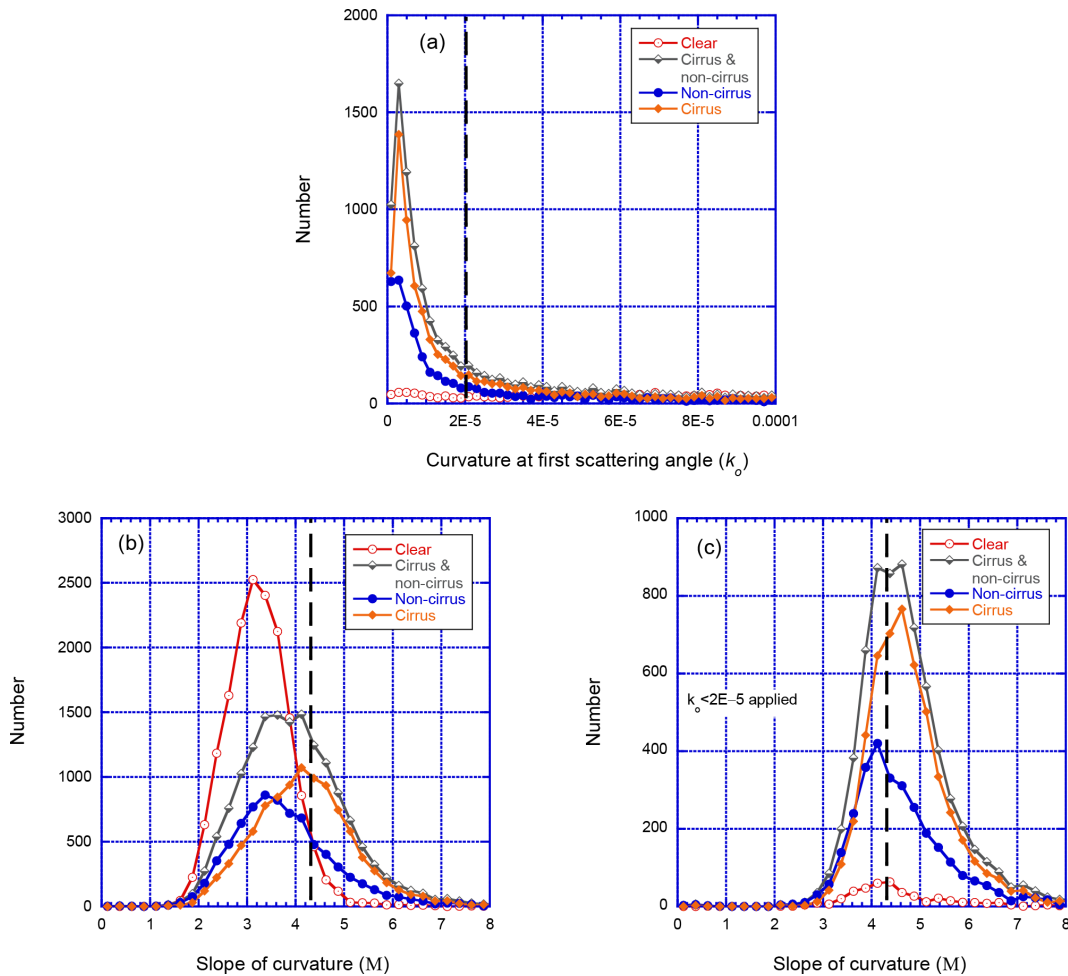 (a)
2000
1500
1000
500
0
Number
Clear
Cirrus &
non-cirrus
Non-cirrus
Cirrus
0
2E-5
4E-5
6E-5
8E-5
0.0001
Curvature at first scattering angle (k_o)
(b)
3000
2500
2000
1500
1000
500
0
Number
Clear
Cirrus &
non-cirrus
Non-cirrus
Cirrus
0 1 2 3 4 5 6 7 8
Slope of curvature (M)
(c)
1000
800
600
400
200
0
Number
Clear
Cirrus &
non-cirrus
Non-cirrus
Cirrus
k_o<2E−5 applied
0 1 2 3 4 5 6 7 8
Slope of curvature (M)